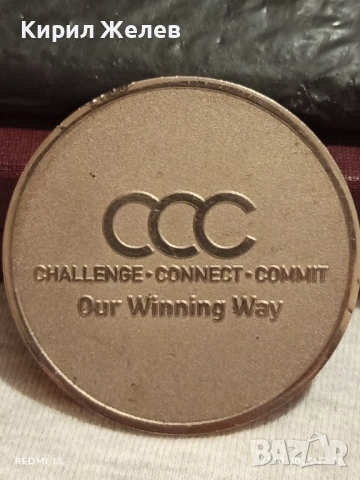 Кирил Желев
CCC
CHALLENGE·CONNECT·COMMIT
Our Winning Way
REDMI 13
BAZAR